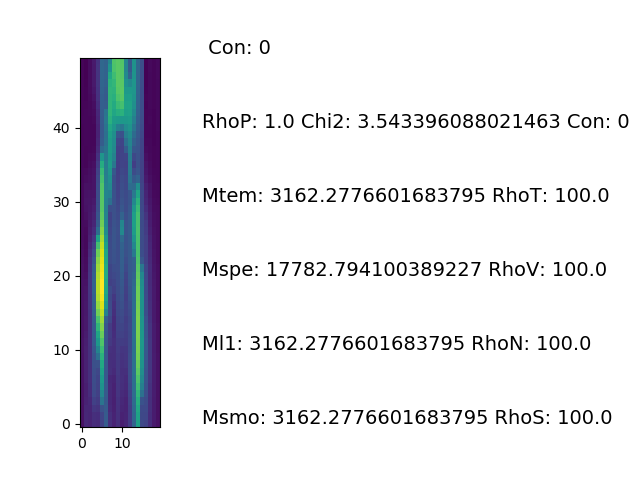 Con: 0
RhoP: 1.0 Chi2: 3.543396088021463 Con: 0
Mtem: 3162.2776601683795 RhoT: 100.0
Mspe: 17782.794100389227 RhoV: 100.0
Ml1: 3162.2776601683795 RhoN: 100.0
Msmo: 3162.2776601683795 RhoS: 100.0
40
30
20
10
0
0 10